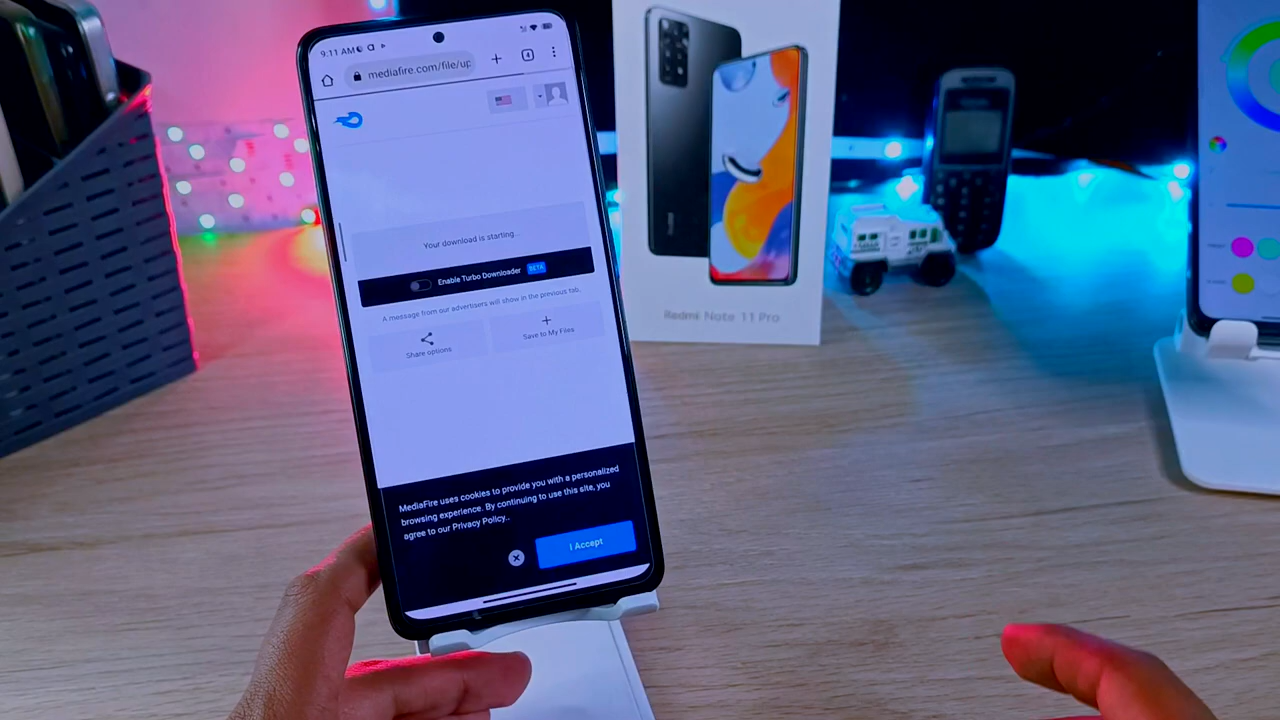 9:11 AM
mediafire.com/file/up
4
Your download is starting...
Enable Turbo Downloader BETA
A message from our advertisers will show in the previous tab.
Share options
Save to My Files
MediaFire uses cookies to provide you with a personalized
browsing experience. By continuing to use this site, you
agree to our Privacy Policy..
I Accept
Redmi Note 11 Pro